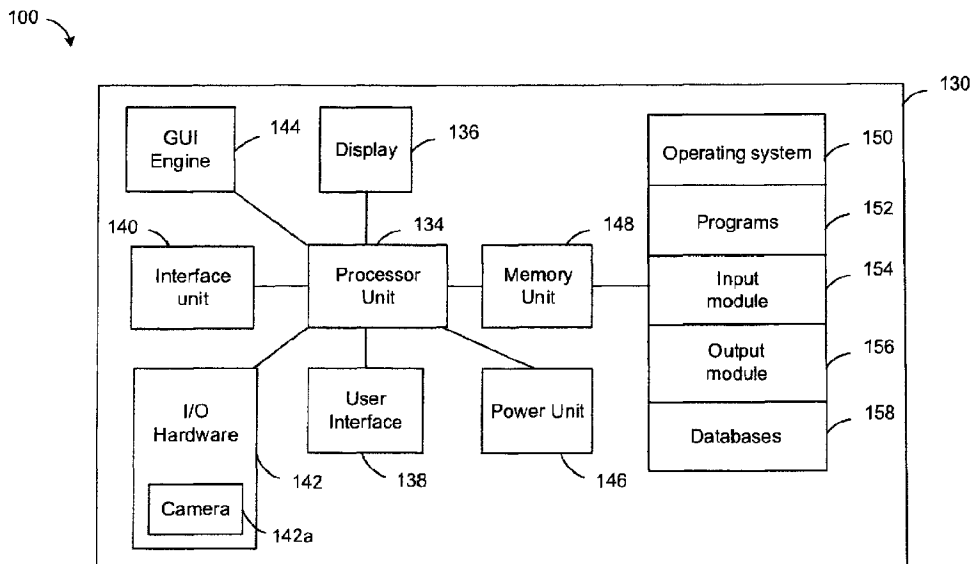 100
130
GUI
Engine
144
Display
136
Operating system
150
Programs
152
140
Interface
unit
134
Processor
Unit
148
Memory
Unit
Input
module
154
Output
module
156
I/O
Hardware
142
Camera
142a
User
Interface
138
Power Unit
146
Databases
158